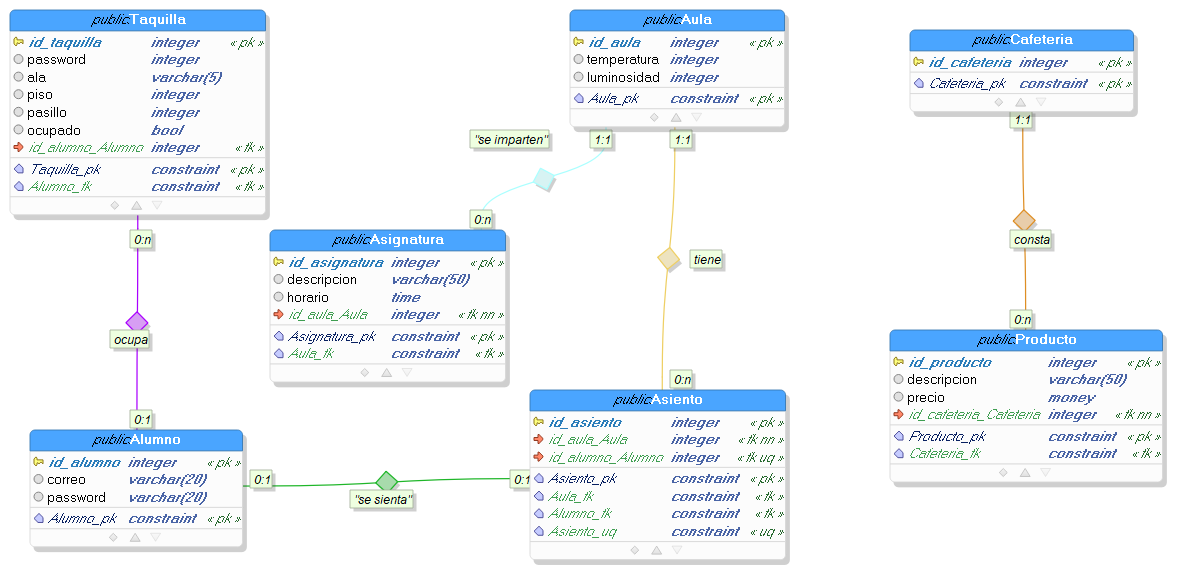 public.Taquilla
id_taquilla integer « pk »
password integer
ala varchar(5)
piso integer
pasillo integer
ocupado bool
id_alumno_Alumno integer « fk »
Taquilla_pk constraint « pk »
Alumno_fk constraint « fk »
0:n
ocupa
0:1
public.Alumno
id_alumno integer « pk »
correo varchar(20)
password varchar(20)
Alumno_pk constraint « pk »
0:1
"se sienta"
0:1
public.Aula
id_aula integer « pk »
temperatura integer
luminosidad integer
Aula_pk constraint « pk »
"se imparten"
1:1
1:1
0:n
public.Asignatura
id_asignatura integer « pk »
descripcion varchar(50)
horario time
id_aula_Aula integer « fk nn »
Asignatura_pk constraint « pk »
Aula_fk constraint « fk »
tiene
0:n
public.Asiento
id_asiento integer « pk »
id_aula_Aula integer « fk nn »
id_alumno_Alumno integer « fk uq »
Asiento_pk constraint « pk »
Aula_fk constraint « fk »
Alumno_fk constraint « fk »
Asiento_uq constraint « uq »
public.Cafeteria
id_cafeteria integer « pk »
Cafeteria_pk constraint « pk »
1:1
consta
0:n
public.Producto
id_producto integer « pk »
descripcion varchar(50)
precio money
id_cafeteria_Cafeteria integer « fk nn »
Producto_pk constraint « pk »
Cafeteria_fk constraint « fk »